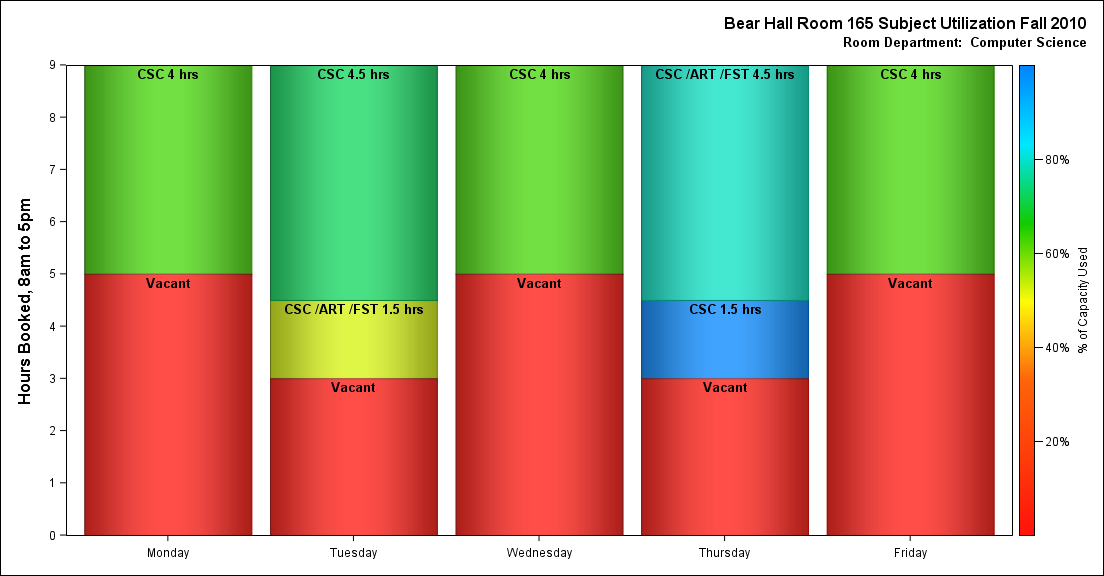 Bear Hall Room 165 Subject Utilization Fall 2010
Room Department:  Computer Science
Hours Booked, 8am to 5pm
9
8
7
6
5
4
3
2
1
0
CSC 4 hrs
Vacant
CSC 4.5 hrs
CSC /ART /FST 1.5 hrs
Vacant
CSC 4 hrs
Vacant
CSC /ART /FST 4.5 hrs
CSC 1.5 hrs
Vacant
CSC 4 hrs
Vacant
Monday
Tuesday
Wednesday
Thursday
Friday
80%
60%
40%
20%
% of Capacity Used